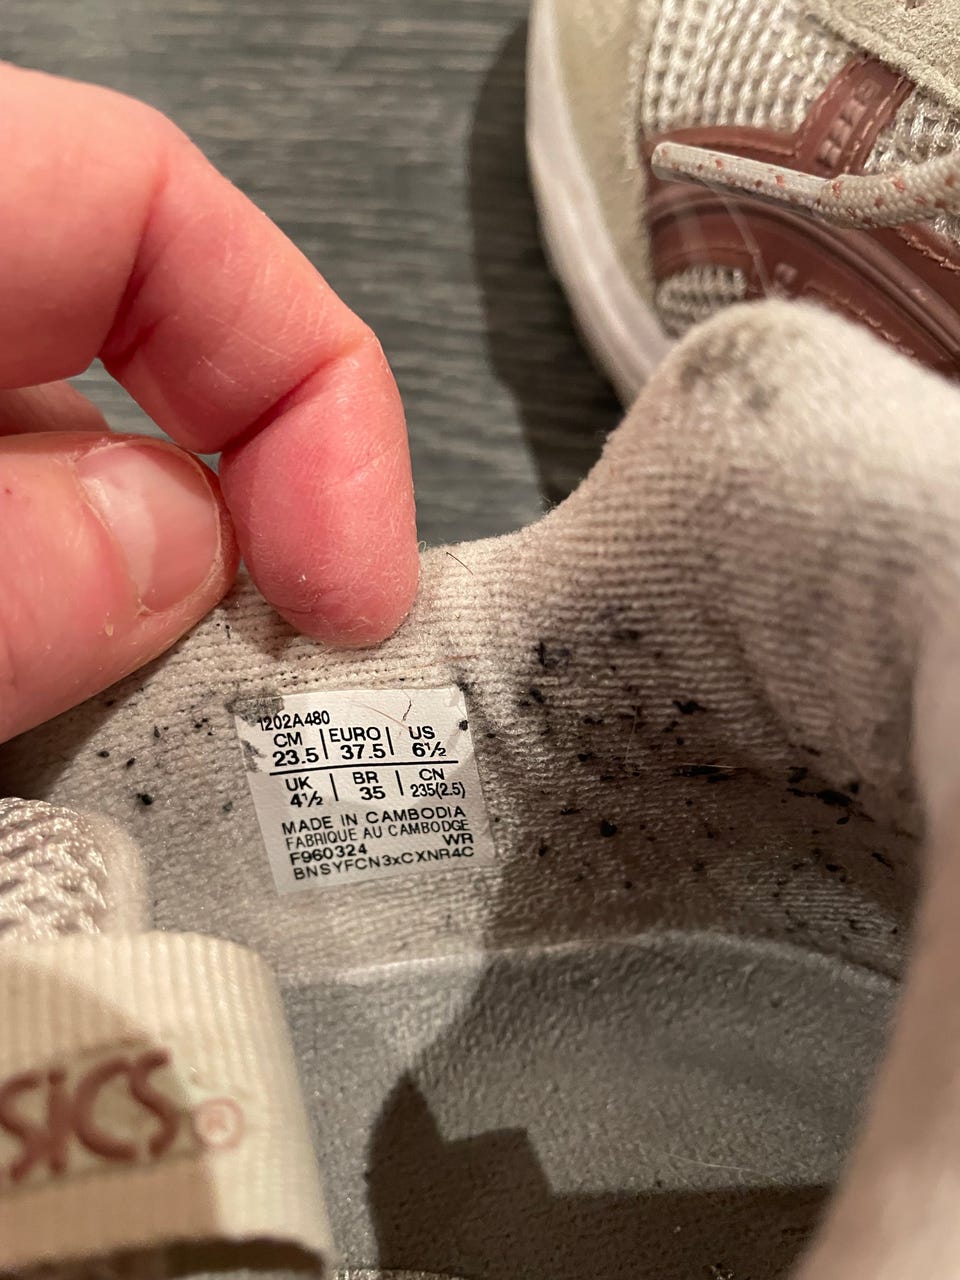 1202A480
CM EURO US
23.5 37.5 6½
UK BR CN
4½ 35 235(2.5)
MADE IN CAMBODIA
FABRIQUE AU CAMBODGE
F960324 WR
BNSYFCN3xCXNR4C
SICS®